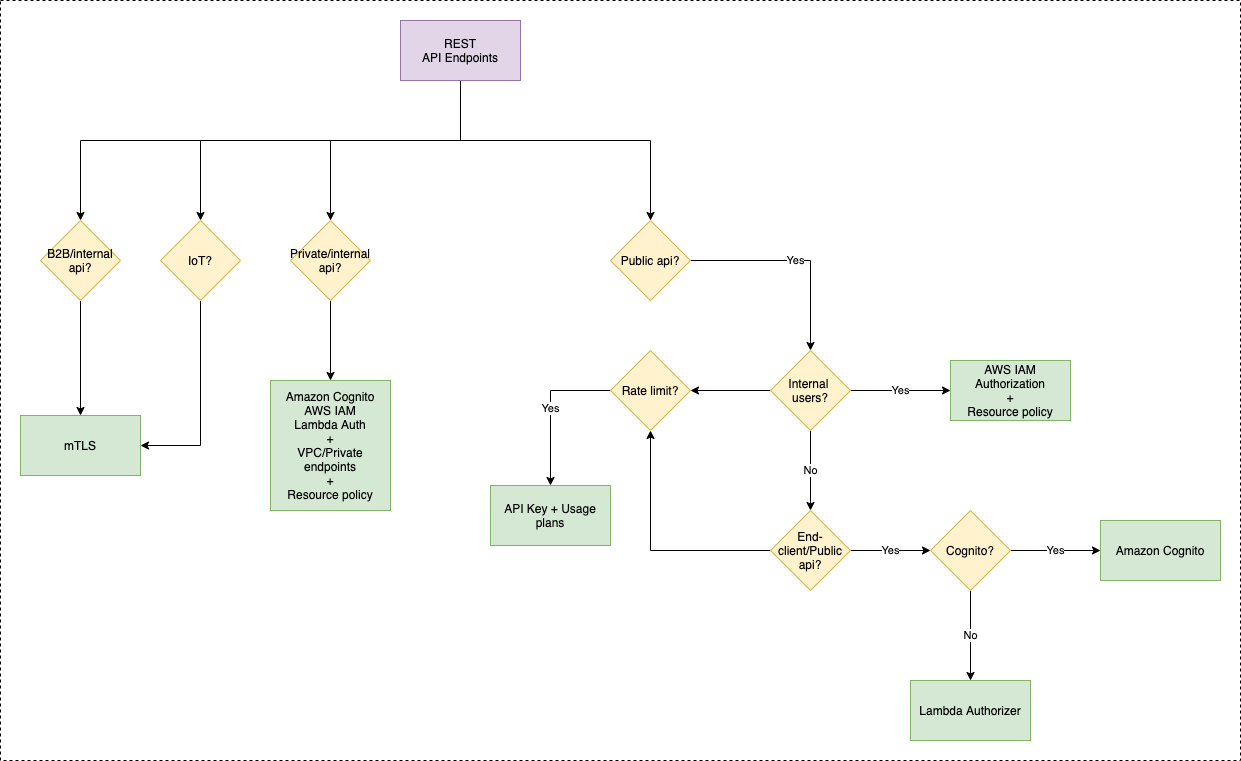 REST
API Endpoints
B2B/internal
api?
IoT?
Private/internal
api?
Public api?
Yes
Rate limit?
Internal
users?
Yes
AWS IAM
Authorization
+
Resource policy
Amazon Cognito
AWS IAM
Lambda Auth
+
VPC/Private
endpoints
+
Resource policy
mTLS
Yes
No
API Key + Usage
plans
End-
client/Public
api?
Yes
Cognito?
Yes
Amazon Cognito
No
Lambda Authorizer